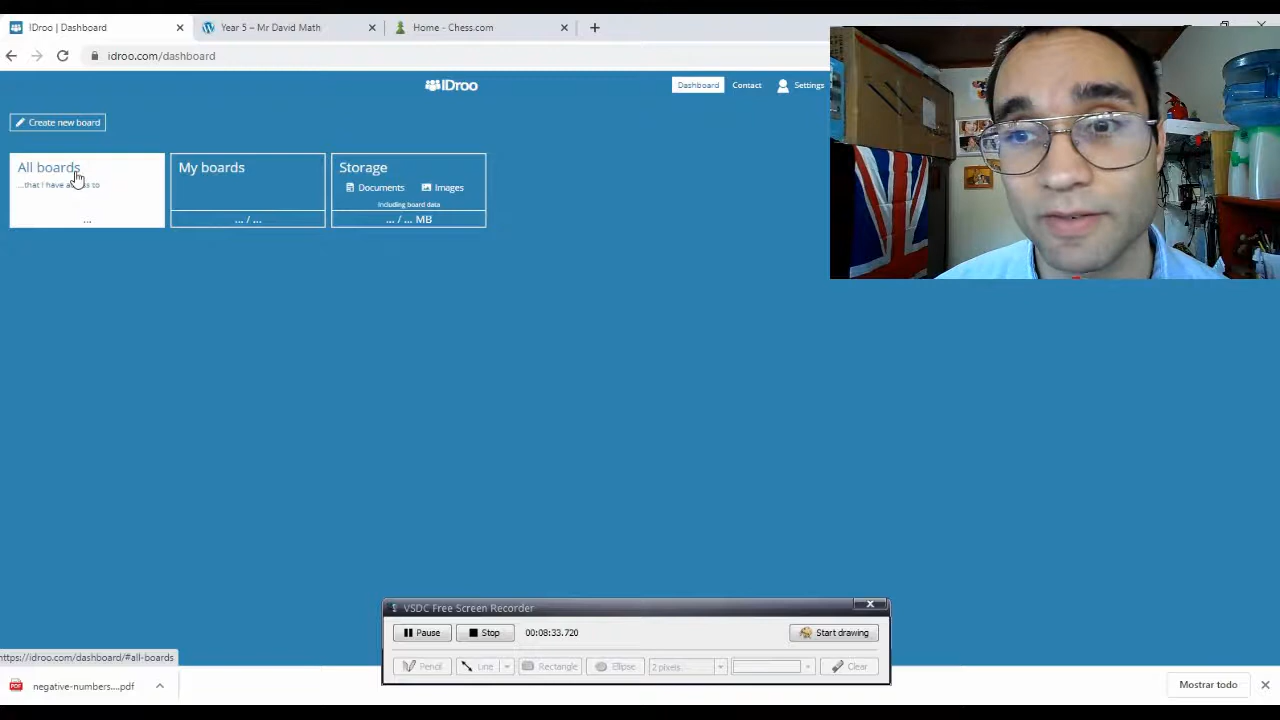 IDroo | Dashboard
Year 5 – Mr David Math
Home - Chess.com
idroo.com/dashboard
IDroo
Dashboard
Contact
Settings
Create new board
All boards
My boards
Storage
Documents
Images
Including board data
...
... / ...
... / ... MB
VSDC Free Screen Recorder
Pause
Stop
00:08:33.720
Start drawing
Pencil
Line
Rectangle
Ellipse
2 pixels...
Clear
https://idroo.com/dashboard/#all-boards
negative-numbers....pdf
Mostrar todo